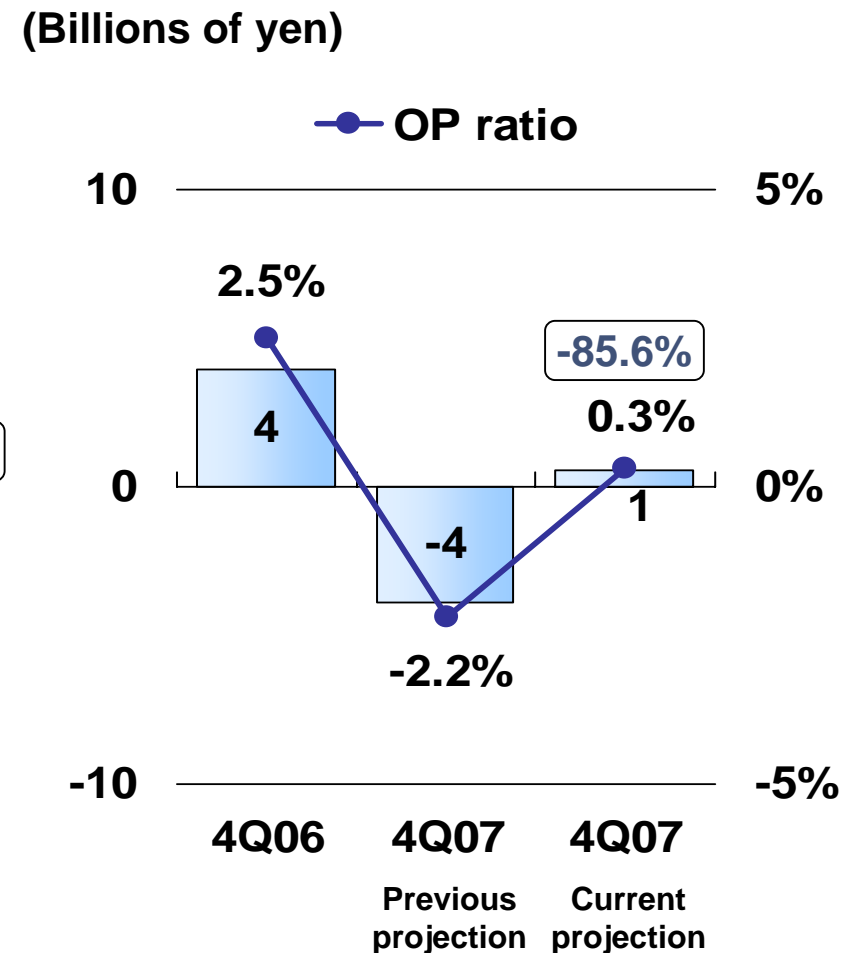 (Billions of yen)
OP ratio
10
5%
2.5%
-85.6%
0.3%
4
0
0%
1
-4
-2.2%
-10
-5%
4Q06 4Q07 4Q07
Previous Current
projection projection